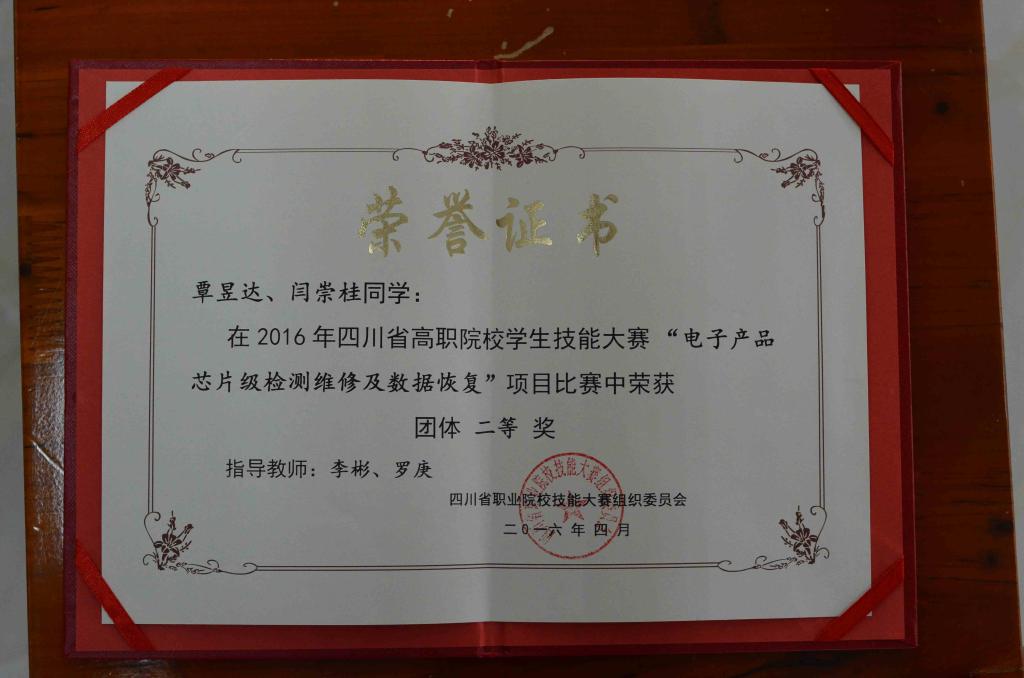 荣誉证书
覃昱达、闫崇桂同学：
在 2016 年四川省高职院校学生技能大赛 “电子产品
芯片级检测维修及数据恢复”项目比赛中荣获
团体 二等 奖
指导教师：李彬、罗庚
四川省职业院校技能大赛组织委员会
二0一六 年 四 月